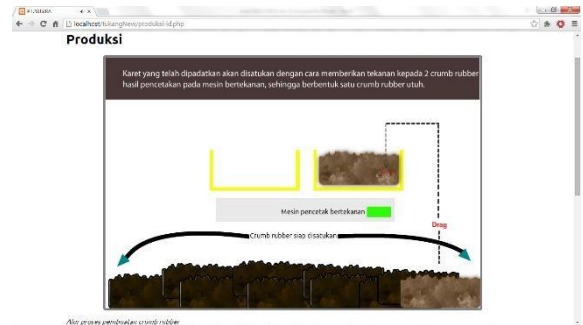 localhost/tukangNew/produksi-id.php
Produksi
Karet yang telah dipadatkan akan disatukan dengan cara memberikan tekanan kepada 2 crumb rubber
hasil pencetakan pada mesin bertekanan, sehingga berbentuk satu crumb rubber utuh.
Mesin pencetak bertekanan
Drag
Crumb rubber siap disatukan
Alur proses pembuatan crumb rubber